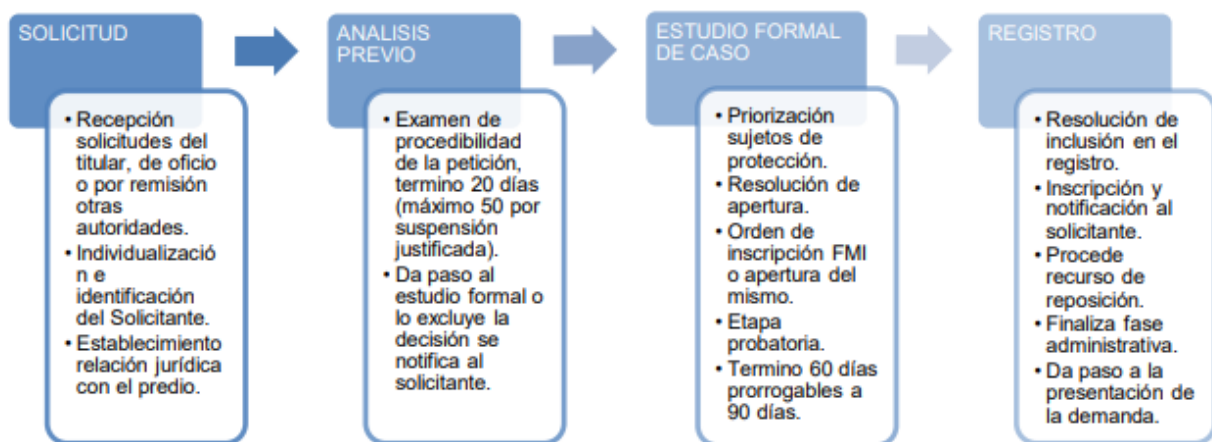 SOLICITUD
• Recepción
solicitudes del
titular, de oficio
o por remisión
otras
autoridades.
• Individualizació
n e
identificación
del Solicitante.
• Establecimiento
relación jurídica
con el predio.
ANALISIS
PREVIO
• Examen de
procedibilidad
de la petición,
termino 20 días
(máximo 50 por
suspensión
justificada).
• Da paso al
estudio formal o
lo excluye la
decisión se
notifica al
solicitante.
ESTUDIO FORMAL
DE CASO
• Priorización
sujetos de
protección.
• Resolución de
apertura.
• Orden de
inscripción FMI
o apertura del
mismo.
• Etapa
probatoria.
• Termino 60 días
prorrogables a
90 días.
REGISTRO
• Resolución de
inclusión en el
registro.
• Inscripción y
notificación al
solicitante.
• Procede
recurso de
reposición.
• Finaliza fase
administrativa.
• Da paso a la
presentación de
la demanda.